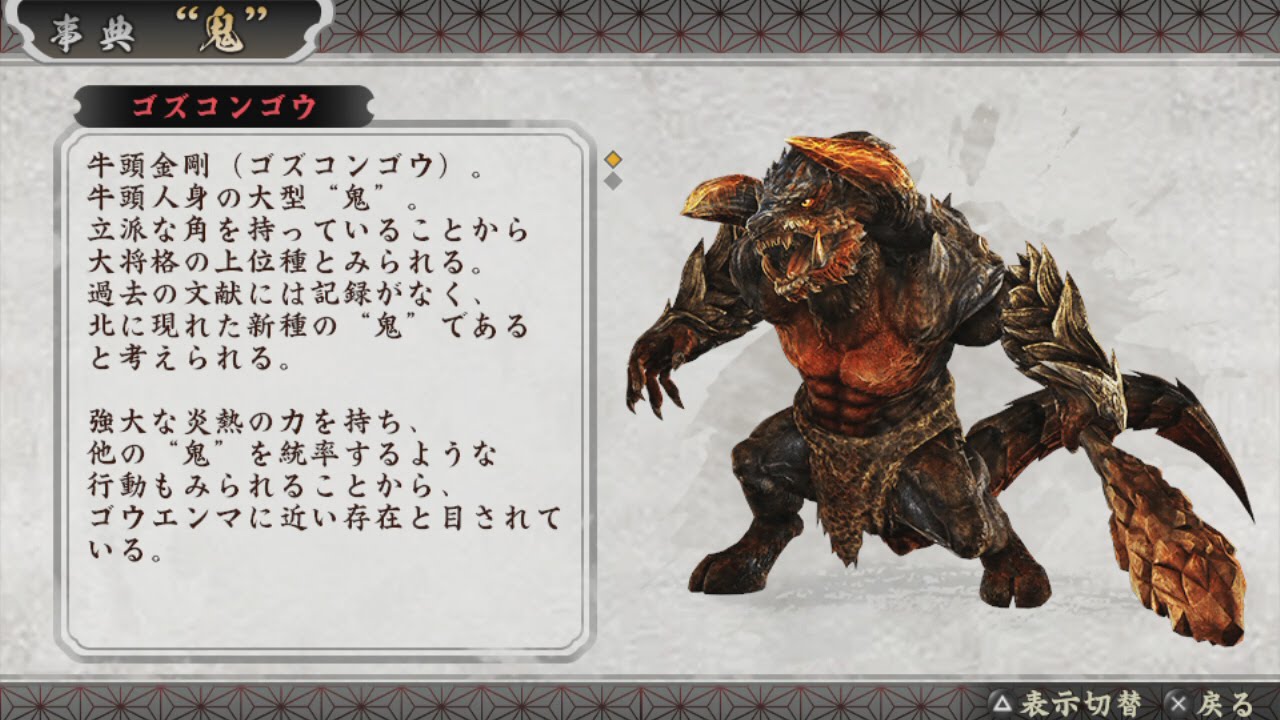 事典 “鬼”
ゴズコンゴウ
牛頭金剛（ゴズコンゴウ）。
牛頭人身の大型“鬼”。
立派な角を持っていることから
大将格の上位種とみられる。
過去の文献には記録がなく、
北に現れた新種の“鬼”である
と考えられる。
強大な炎熱の力を持ち、
他の“鬼”を統率するような
行動もみられることから、
ゴウエンマに近い存在と目されて
いる。
△表示切替 ×戻る